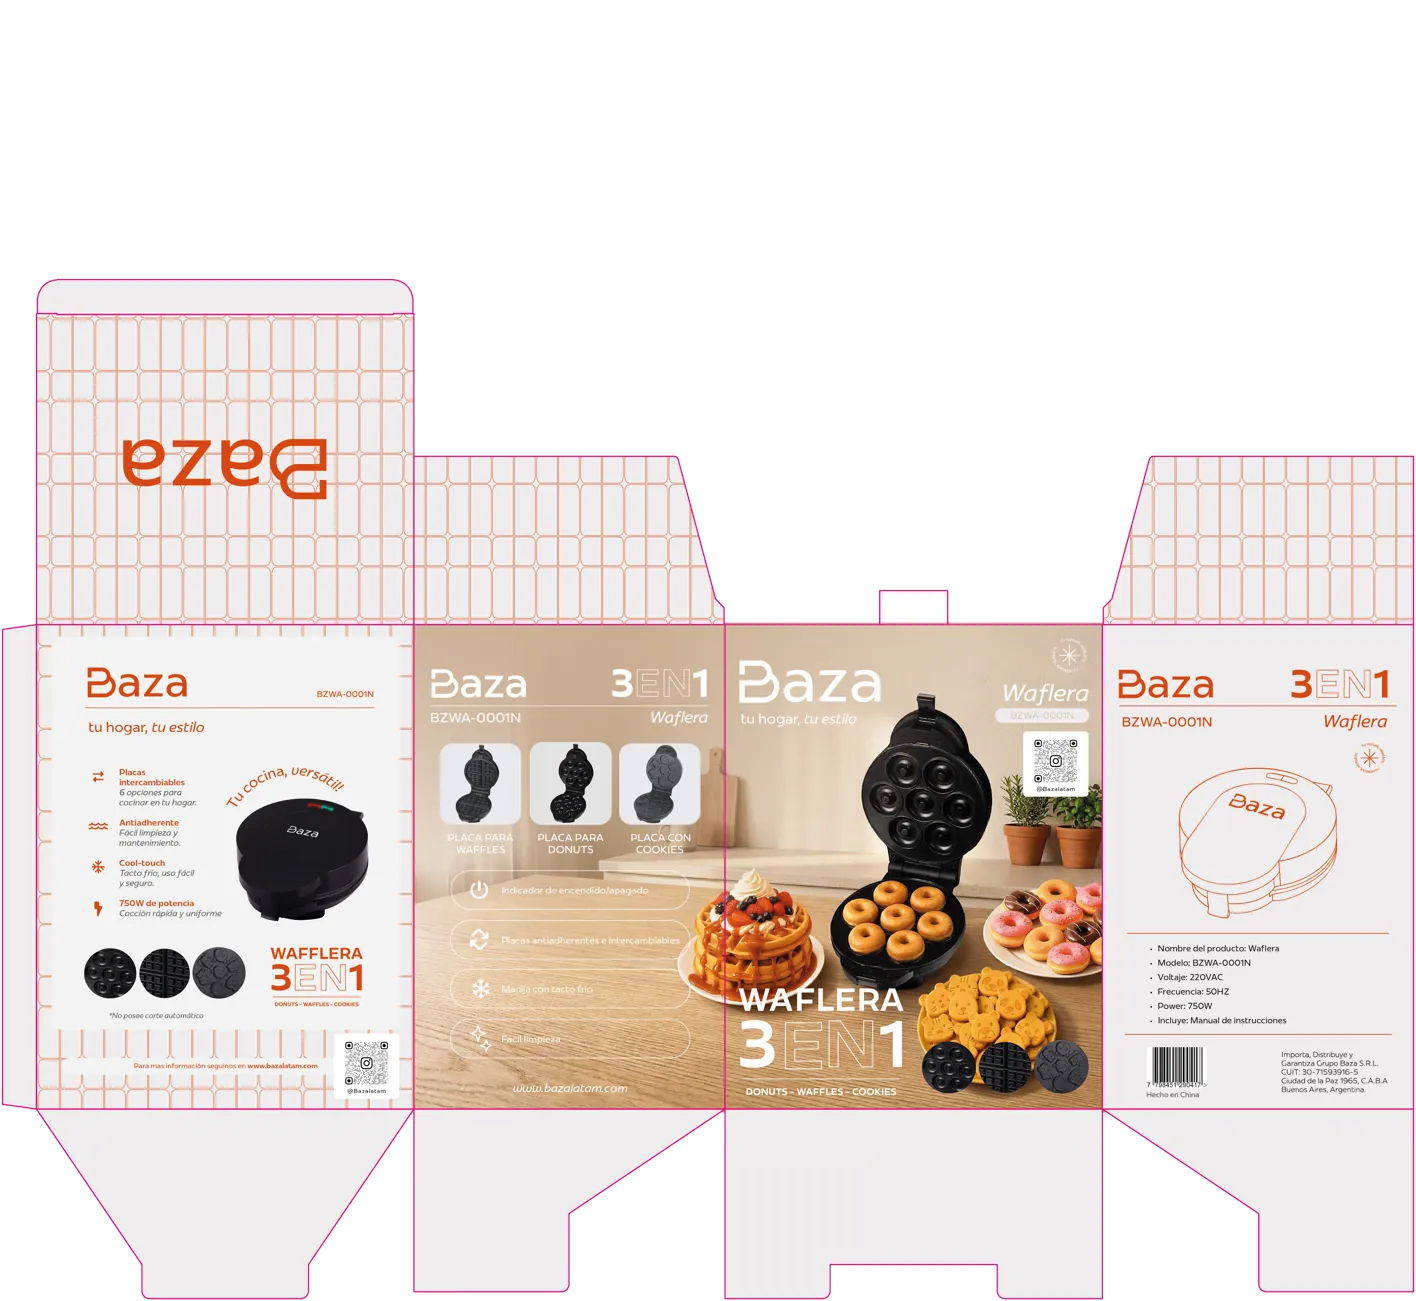 Baza
Baza
BZWA-0001N
tu hogar, tu estilo
Placas
intercambiables
6 opciones para
cocinar en tu hogar.
Antiadherente
Fácil limpieza y
mantenimiento.
Cool-touch
Tacto frío, uso fácil
y seguro.
750W de potencia
Cocción rápida y uniforme
Tu cocina, versátil!
Baza
WAFFLERA
3EN1
DONUTS - WAFFLES - COOKIES
*No posee corte automático
Para mas información seguinos en www.bazalatam.com
@Bazalatam
Baza
3EN1
BZWA-0001N
Waflera
PLACA PARA
WAFFLES
PLACA PARA
DONUTS
PLACA CON
COOKIES
Indicador de encendido/apagado
Placas antiadherentes e intercambiables
Manija con tacto frío
Fácil limpieza
www.bazalatam.com
Baza
tu hogar, tu estilo
Waflera
BZWA-0001N
@Bazalatam
WAFLERA
3EN1
DONUTS - WAFFLES - COOKIES
Baza
3EN1
BZWA-0001N
Waflera
Baza
• Nombre del producto: Waflera
• Modelo: BZWA-0001N
• Voltaje: 220VAC
• Frecuencia: 50HZ
• Power: 750W
• Incluye: Manual de instrucciones
7 798451 290417 >
Hecho en China
Importa, Distribuye y
Garantiza Grupo Baza S.R.L.
CUIT: 30-71593916-5
Ciudad de la Paz 1965, C.A.B.A
Buenos Aires, Argentina.